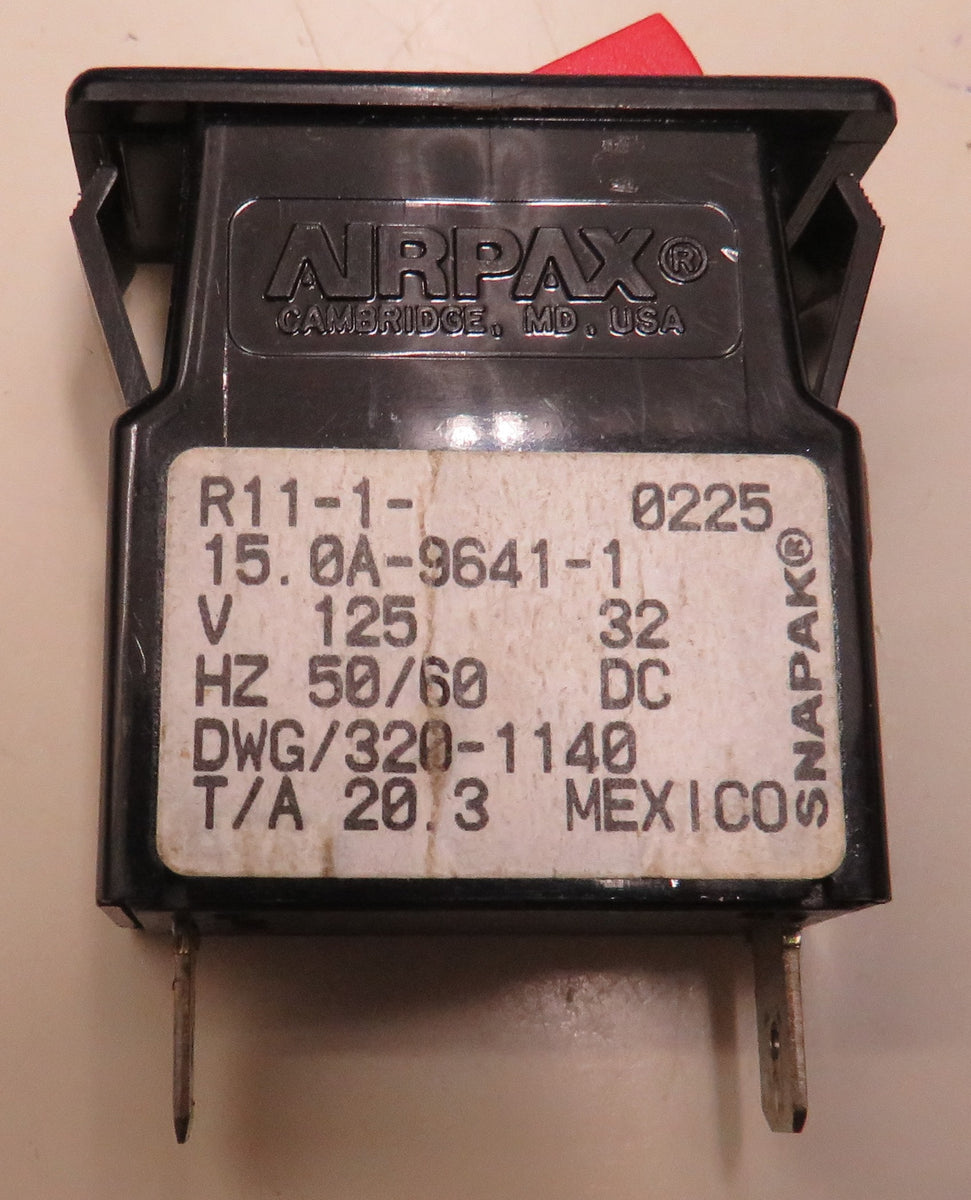 AIRPAX®
CAMBRIDGE, MD, USA
R11-1- 0225
15.0A-9641-1
V 125 32
HZ 50/60 DC
DWG/320-1140
T/A 20.3 MEXICO
SNAPAK®